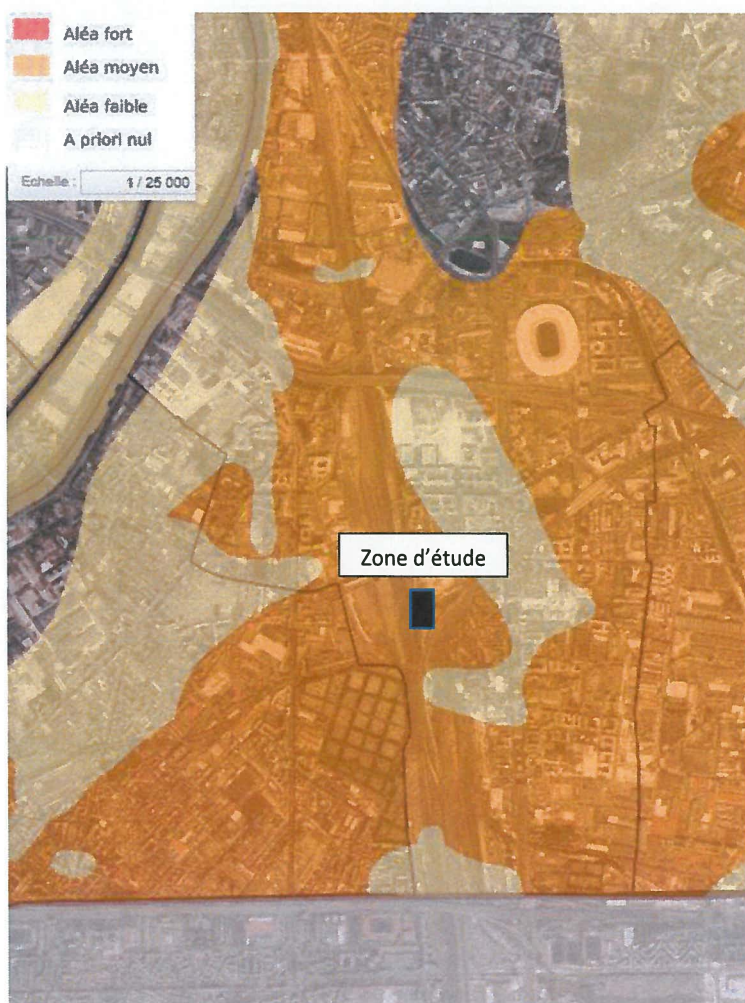 Aléa fort
Aléa moyen
Aléa faible
A priori nul
Echelle : 1 / 25 000
Zone d'étude